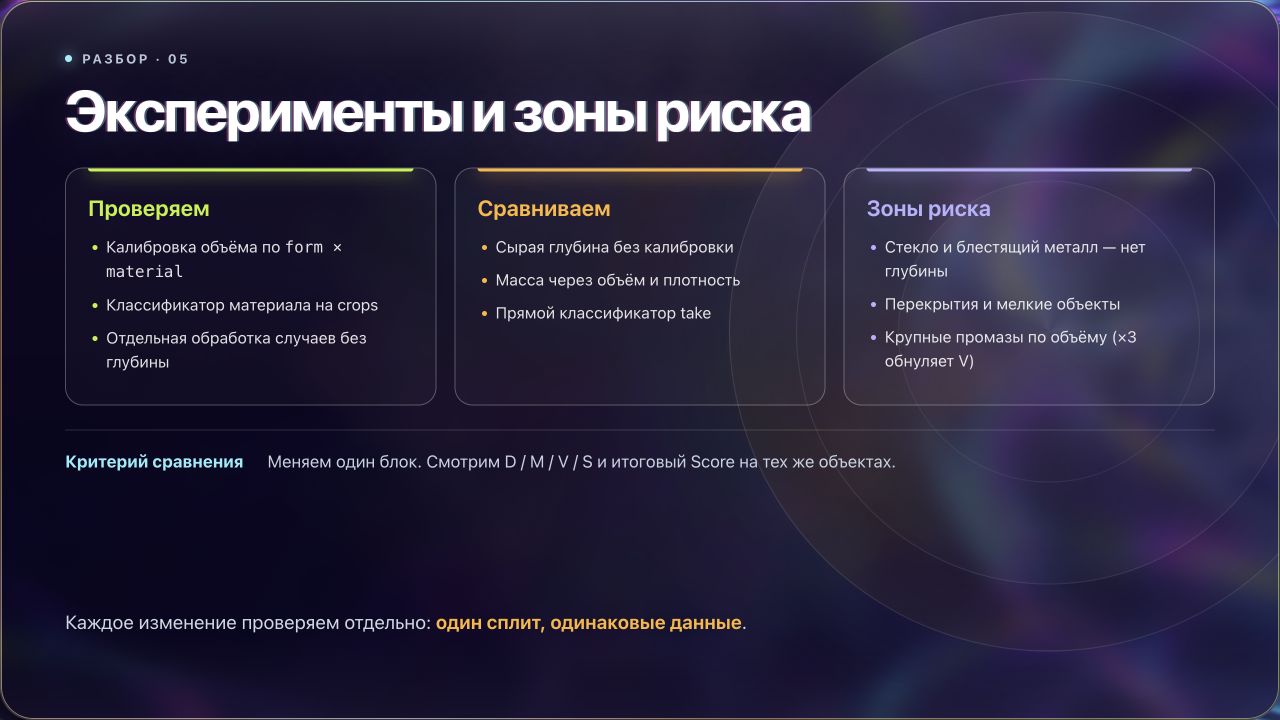 РАЗБОР · 05
Эксперименты и зоны риска
Проверяем
• Калибровка объёма по form ×
material
• Классификатор материала на crops
• Отдельная обработка случаев без
глубины
Сравниваем
• Сырая глубина без калибровки
• Масса через объём и плотность
• Прямой классификатор take
Зоны риска
• Стекло и блестящий металл — нет
глубины
• Перекрытия и мелкие объекты
• Крупные промазы по объёму (×3
обнуляет V)
Критерий сравнения Меняем один блок. Смотрим D / M / V / S и итоговый Score на тех же объектах.
Каждое изменение проверяем отдельно: один сплит, одинаковые данные.